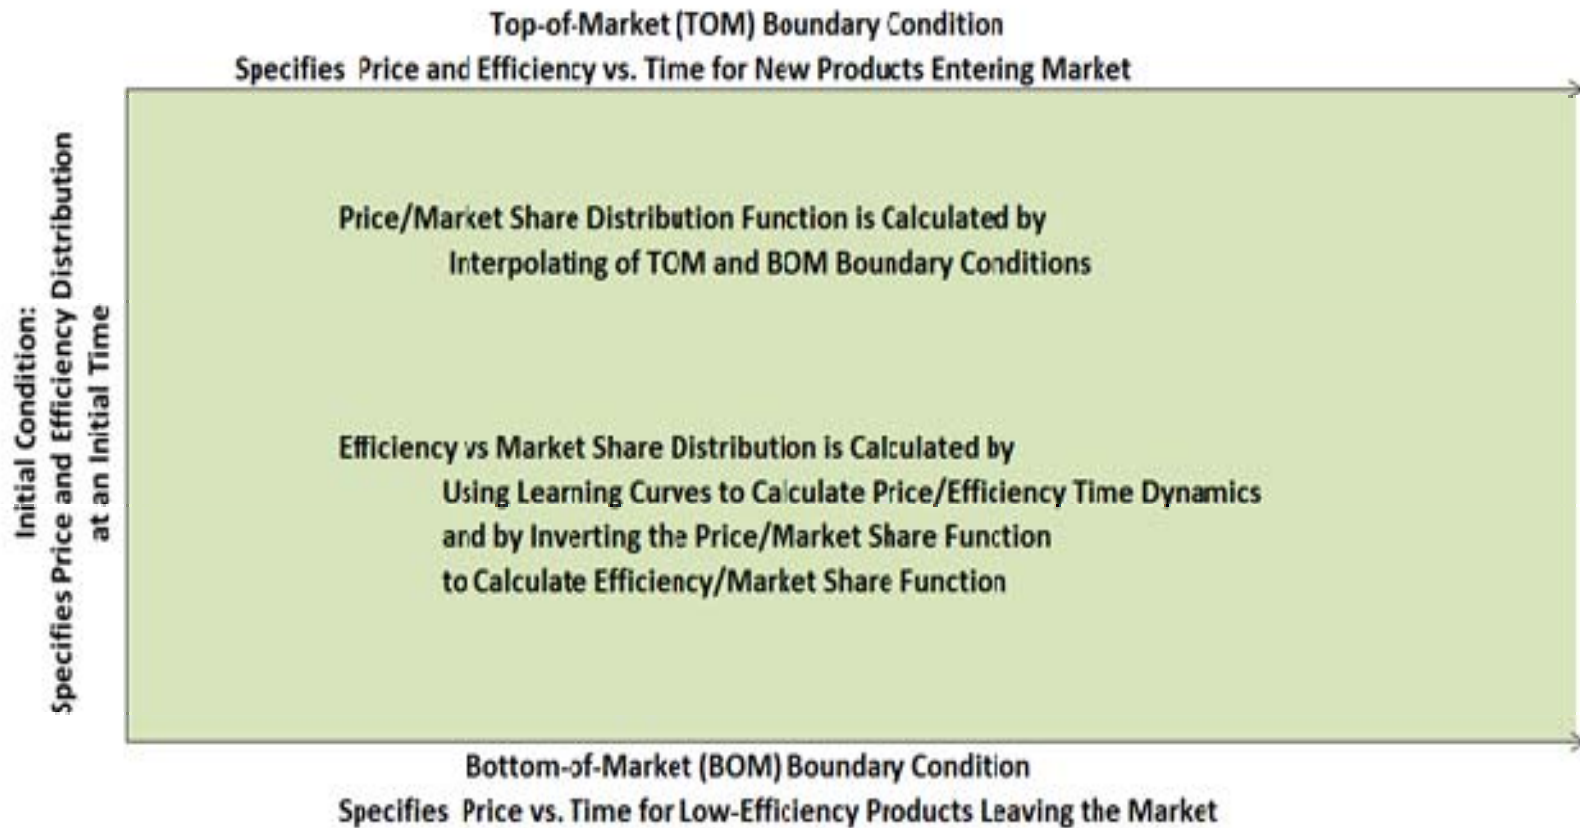 Top-of-Market (TOM) Boundary Condition
Specifies Price and Efficiency vs. Time for New Products Entering Market
Initial Condition:
Specifies Price and Efficiency Distribution
at an Initial Time
Price/Market Share Distribution Function is Calculated by
Interpolating of TOM and BOM Boundary Conditions
Efficiency vs Market Share Distribution is Calculated by
Using Learning Curves to Calculate Price/Efficiency Time Dynamics
and by Inverting the Price/Market Share Function
to Calculate Efficiency/Market Share Function
Bottom-of-Market (BOM) Boundary Condition
Specifies Price vs. Time for Low-Efficiency Products Leaving the Market